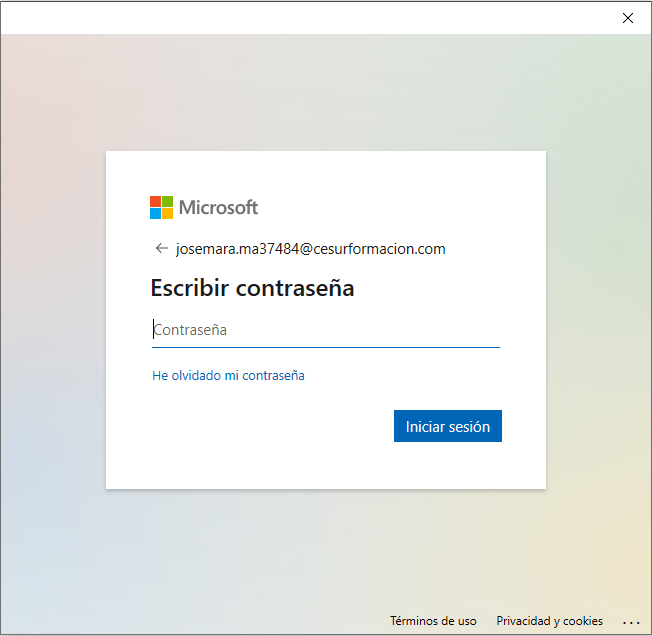 Microsoft
josemara.ma37484@cesurformacion.com
Escribir contraseña
Contraseña
He olvidado mi contraseña
Iniciar sesión
Términos de uso Privacidad y cookies ...